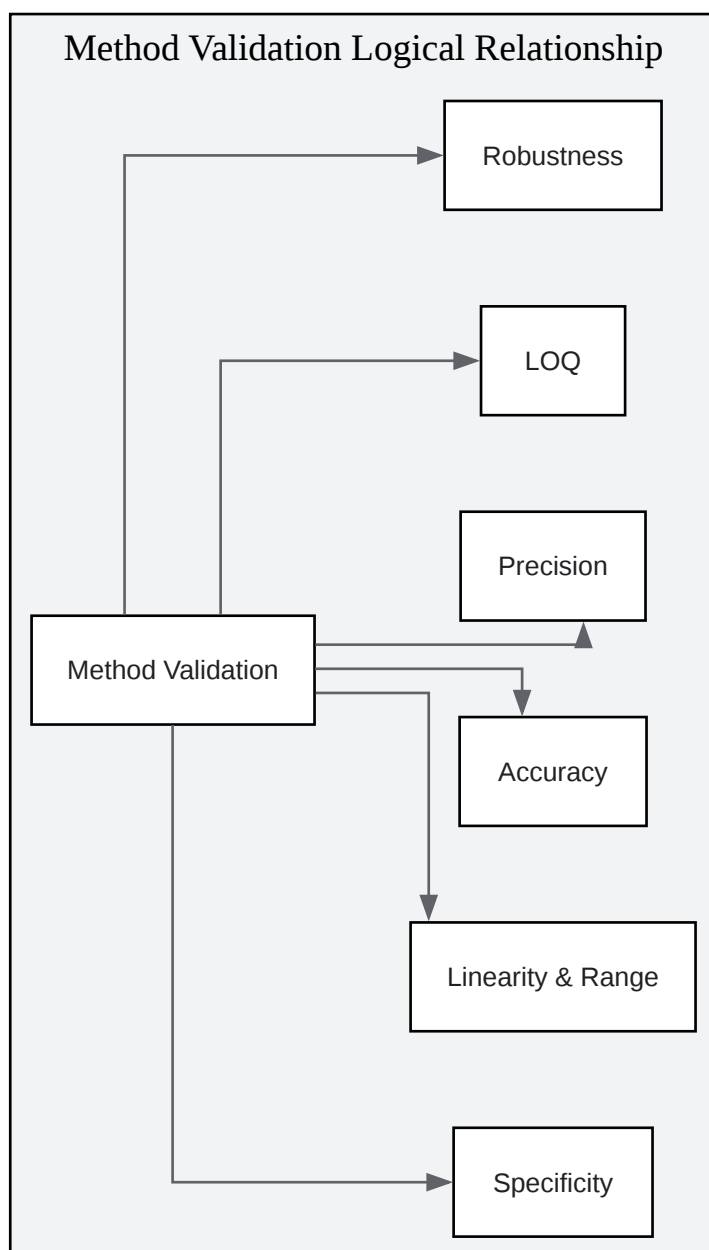 Method Validation Logical Relationship
Robustness
LOQ
Precision
Method Validation
Accuracy
Linearity & Range
Specificity